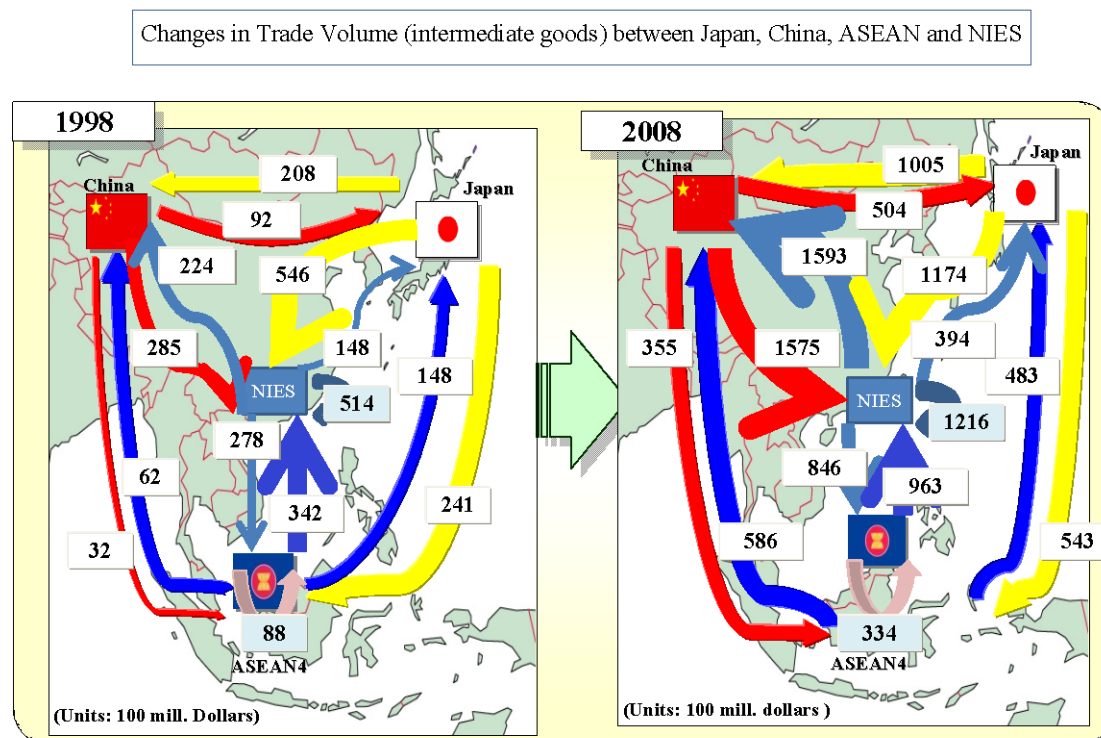 Changes in Trade Volume (intermediate goods) between Japan, China, ASEAN and NIES
1998
China
Japan
208
92
224
546
285
148
148
NIES
514
278
62
342
241
32
88
ASEAN4
(Units: 100 mill. Dollars)
2008
China
Japan
1005
504
1593
1174
355
1575
394
483
NIES
1216
846
963
586
543
334
ASEAN4
(Units: 100 mill. dollars )